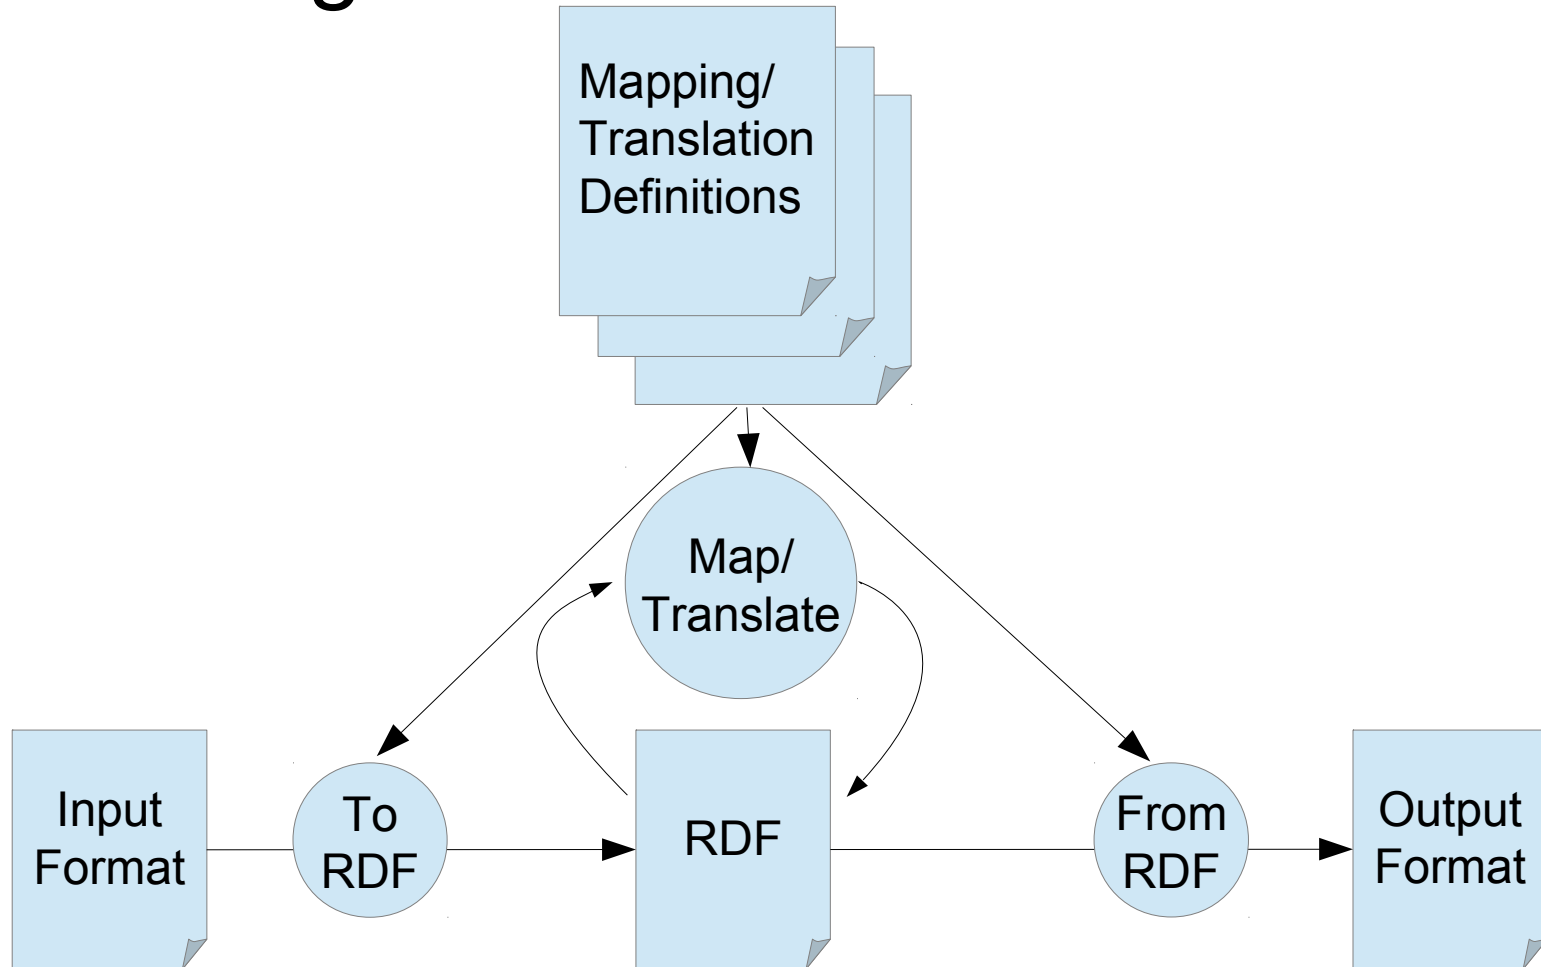 Mapping/
Translation
Definitions
Map/
Translate
Input
Format
To
RDF
RDF
From
RDF
Output
Format